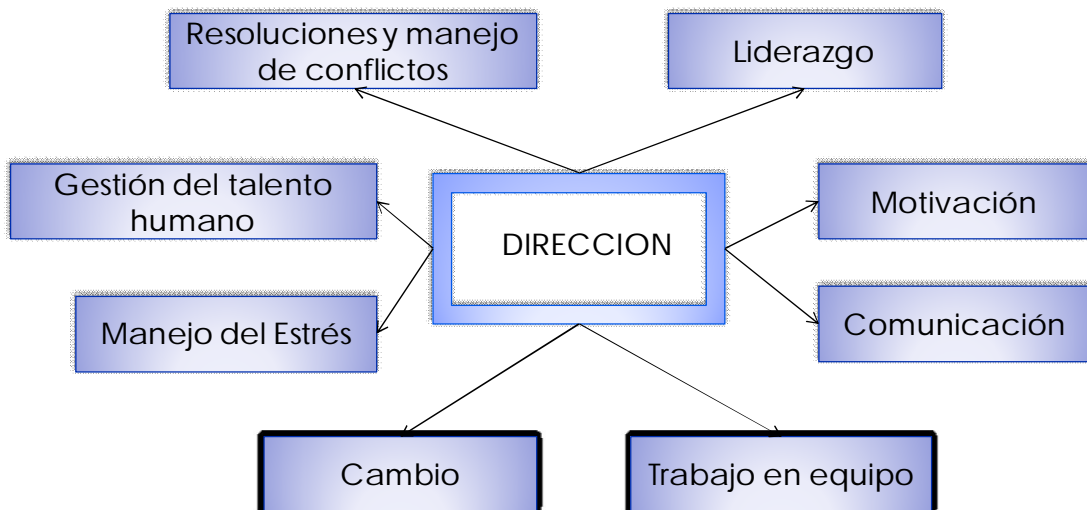 Resoluciones y manejo
de conflictos
Liderazgo
Gestión del talento
humano
DIRECCION
Motivación
Manejo del Estrés
Comunicación
Cambio
Trabajo en equipo